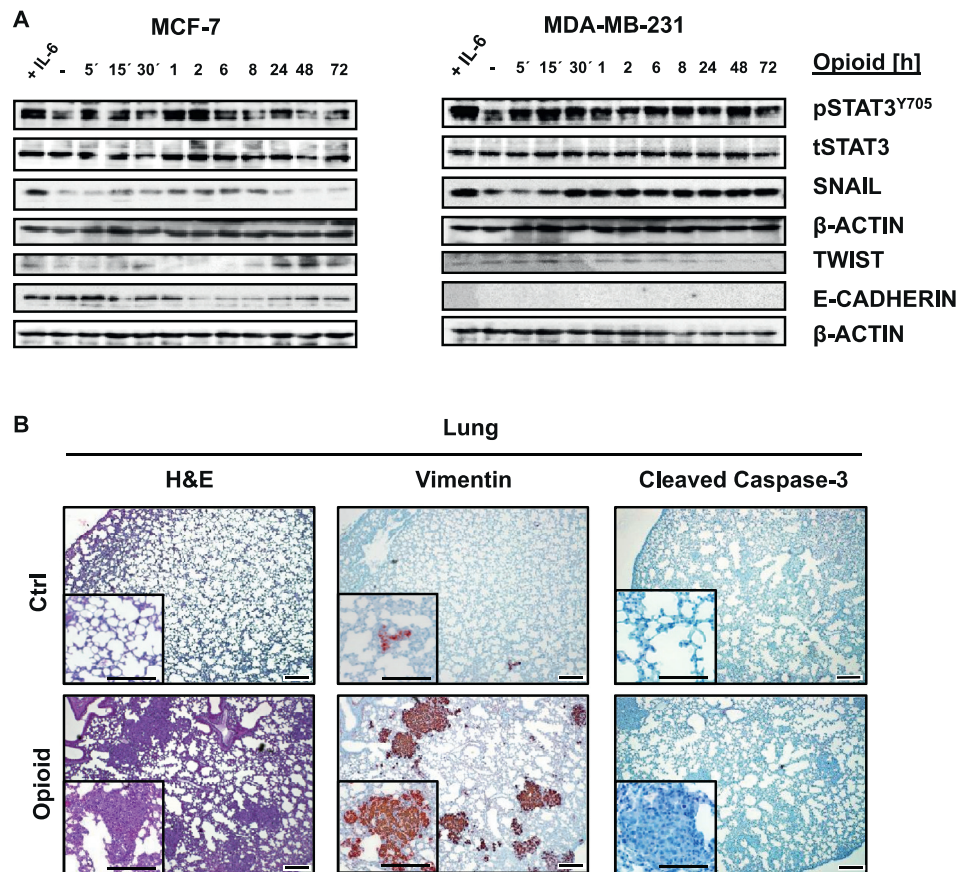 A
MCF-7
MDA-MB-231
+ IL-6 - 5´ 15´ 30´ 1 2 6 8 24 48 72
+ IL-6 - 5´ 15´ 30´ 1 2 6 8 24 48 72
Opioid [h]
pSTAT3Y705
tSTAT3
SNAIL
β-ACTIN
TWIST
E-CADHERIN
β-ACTIN
B
Lung
H&E Vimentin Cleaved Caspase-3
Ctrl
Opioid